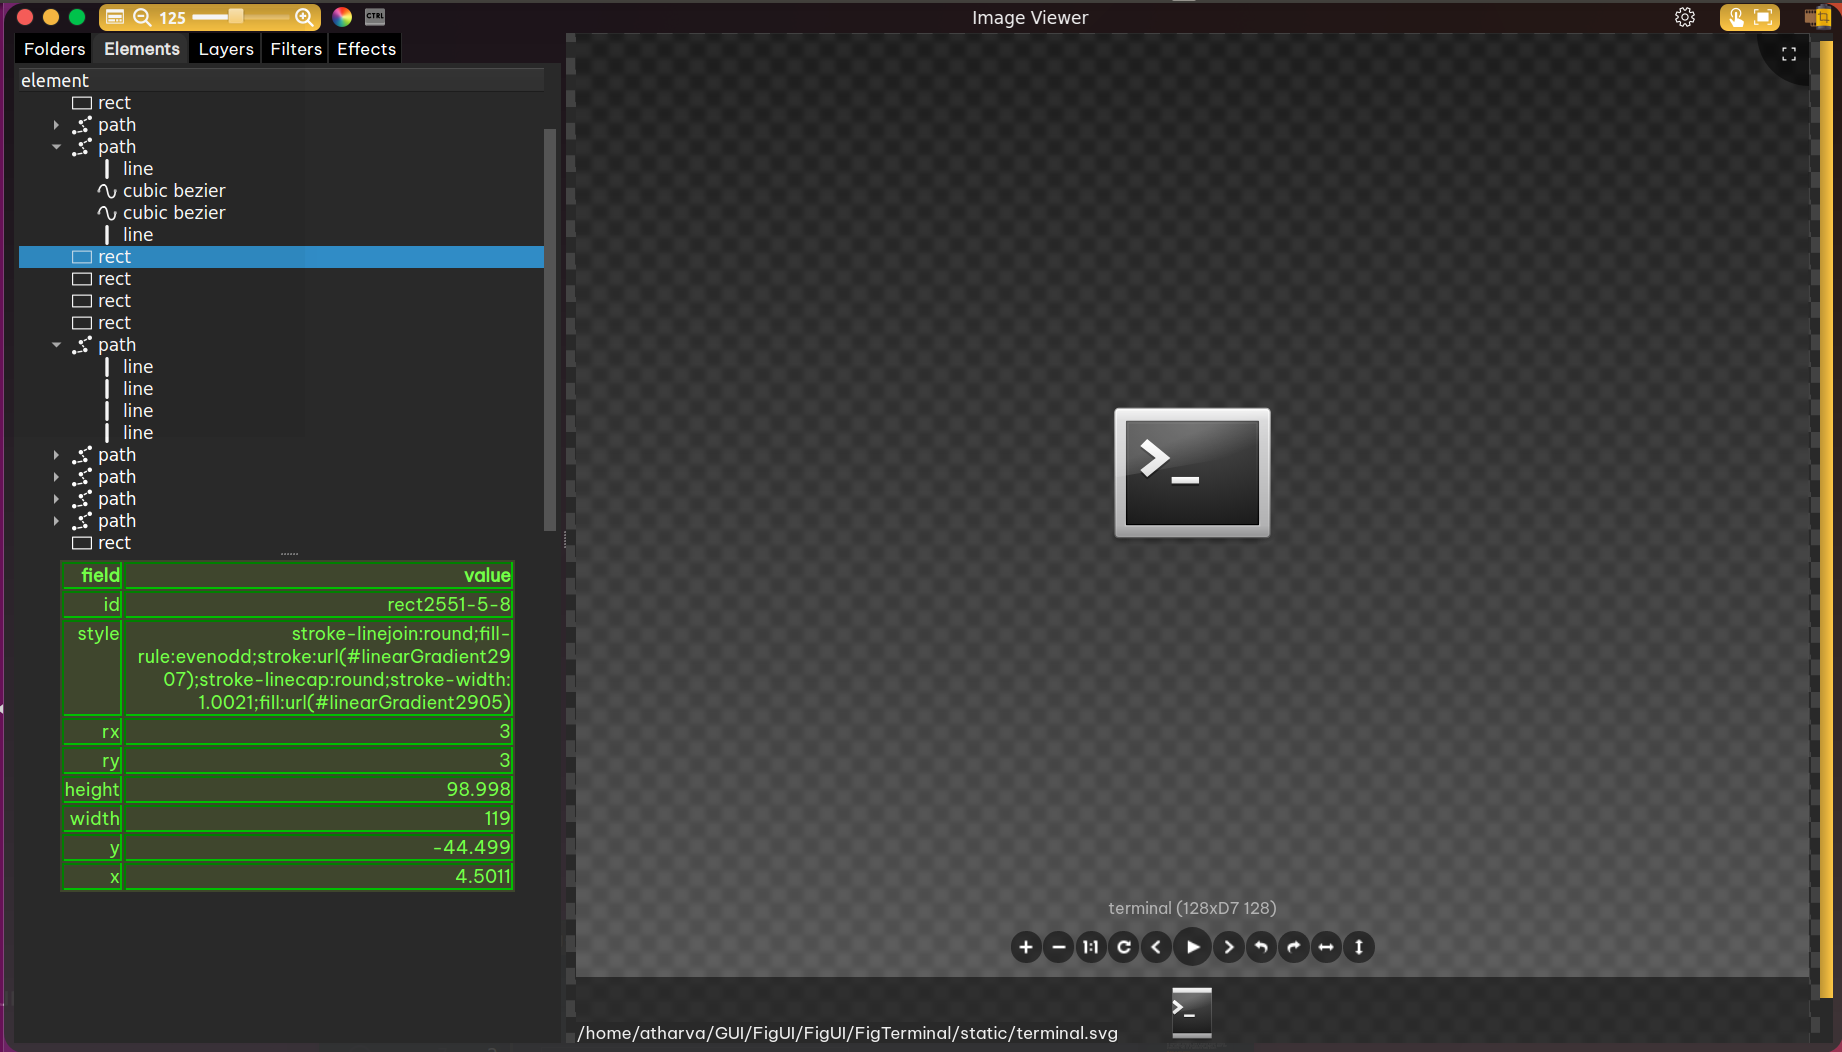 125
CTRL
Image Viewer
Folders
Elements
Layers
Filters
Effects
element
rect
path
path
line
cubic bezier
cubic bezier
line
rect
rect
rect
rect
path
line
line
line
line
path
path
path
path
rect
field value
id rect2551-5-8
style stroke-linejoin:round;fill-
rule:evenodd;stroke:url(#linearGradient29
07);stroke-linecap:round;stroke-width:
1.0021;fill:url(#linearGradient2905)
rx 3
ry 3
height 98.998
width 119
y -44.499
x 4.5011
>_
terminal (128xD7 128)
1:1
>_
/home/atharva/GUI/FigUI/FigUI/FigTerminal/static/terminal.svg